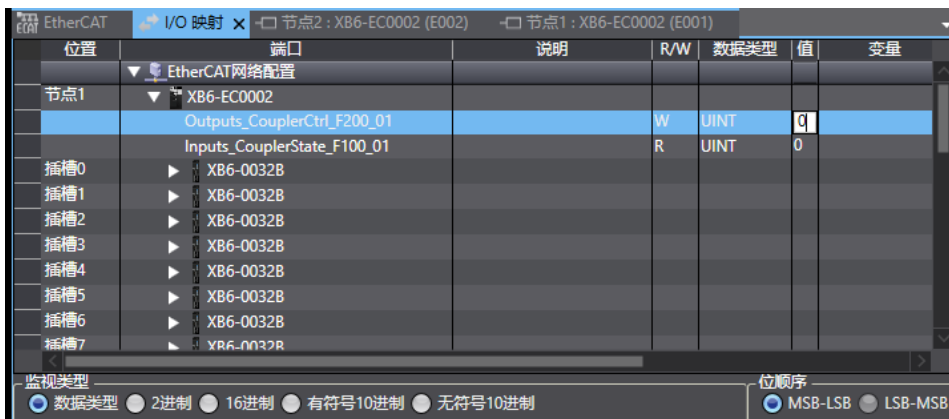 EtherCAT I/O 映射 x 节点2 : XB6-EC0002 (E002) 节点1 : XB6-EC0002 (E001)
位置 端口 说明 R/W 数据类型 值 变量
EtherCAT网络配置
节点1 XB6-EC0002
Outputs_CouplerCtrl_F200_01 W UINT 0
Inputs_CouplerState_F100_01 R UINT 0
插槽0 XB6-0032B
插槽1 XB6-0032B
插槽2 XB6-0032B
插槽3 XB6-0032B
插槽4 XB6-0032B
插槽5 XB6-0032B
插槽6 XB6-0032B
插槽7 XB6-0032B
监视类型 位顺序
数据类型 2进制 16进制 有符号10进制 无符号10进制 MSB-LSB LSB-MSB